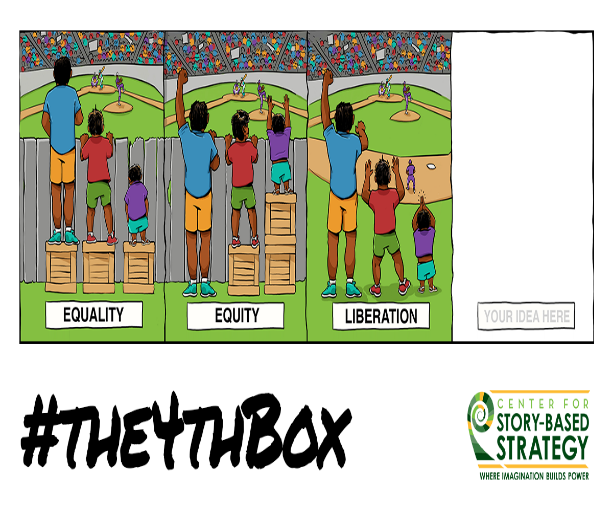 EQUALITY
EQUITY
LIBERATION
YOUR IDEA HERE
#THE4THBOX
CENTER FOR
STORY-BASED
STRATEGY
WHERE IMAGINATION BUILDS POWER